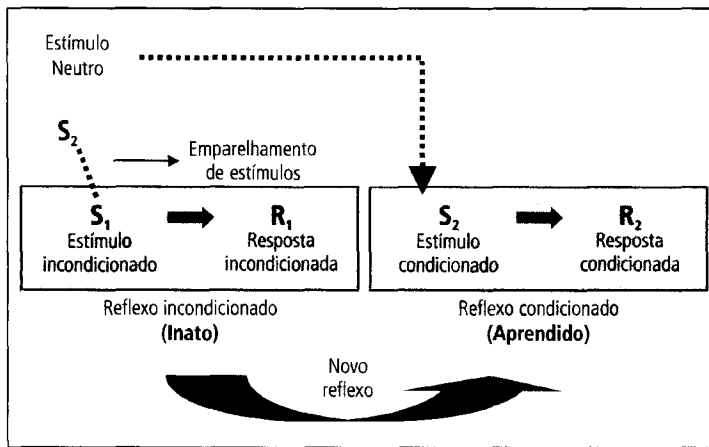 Estímulo
Neutro
S₂
Emparelhamento
de estímulos
S₁
Estímulo
incondicionado
R₁
Resposta
incondicionada
S₂
Estímulo
condicionado
R₂
Resposta
condicionada
Reflexo incondicionado
(Inato)
Reflexo condicionado
(Aprendido)
Novo
reflexo